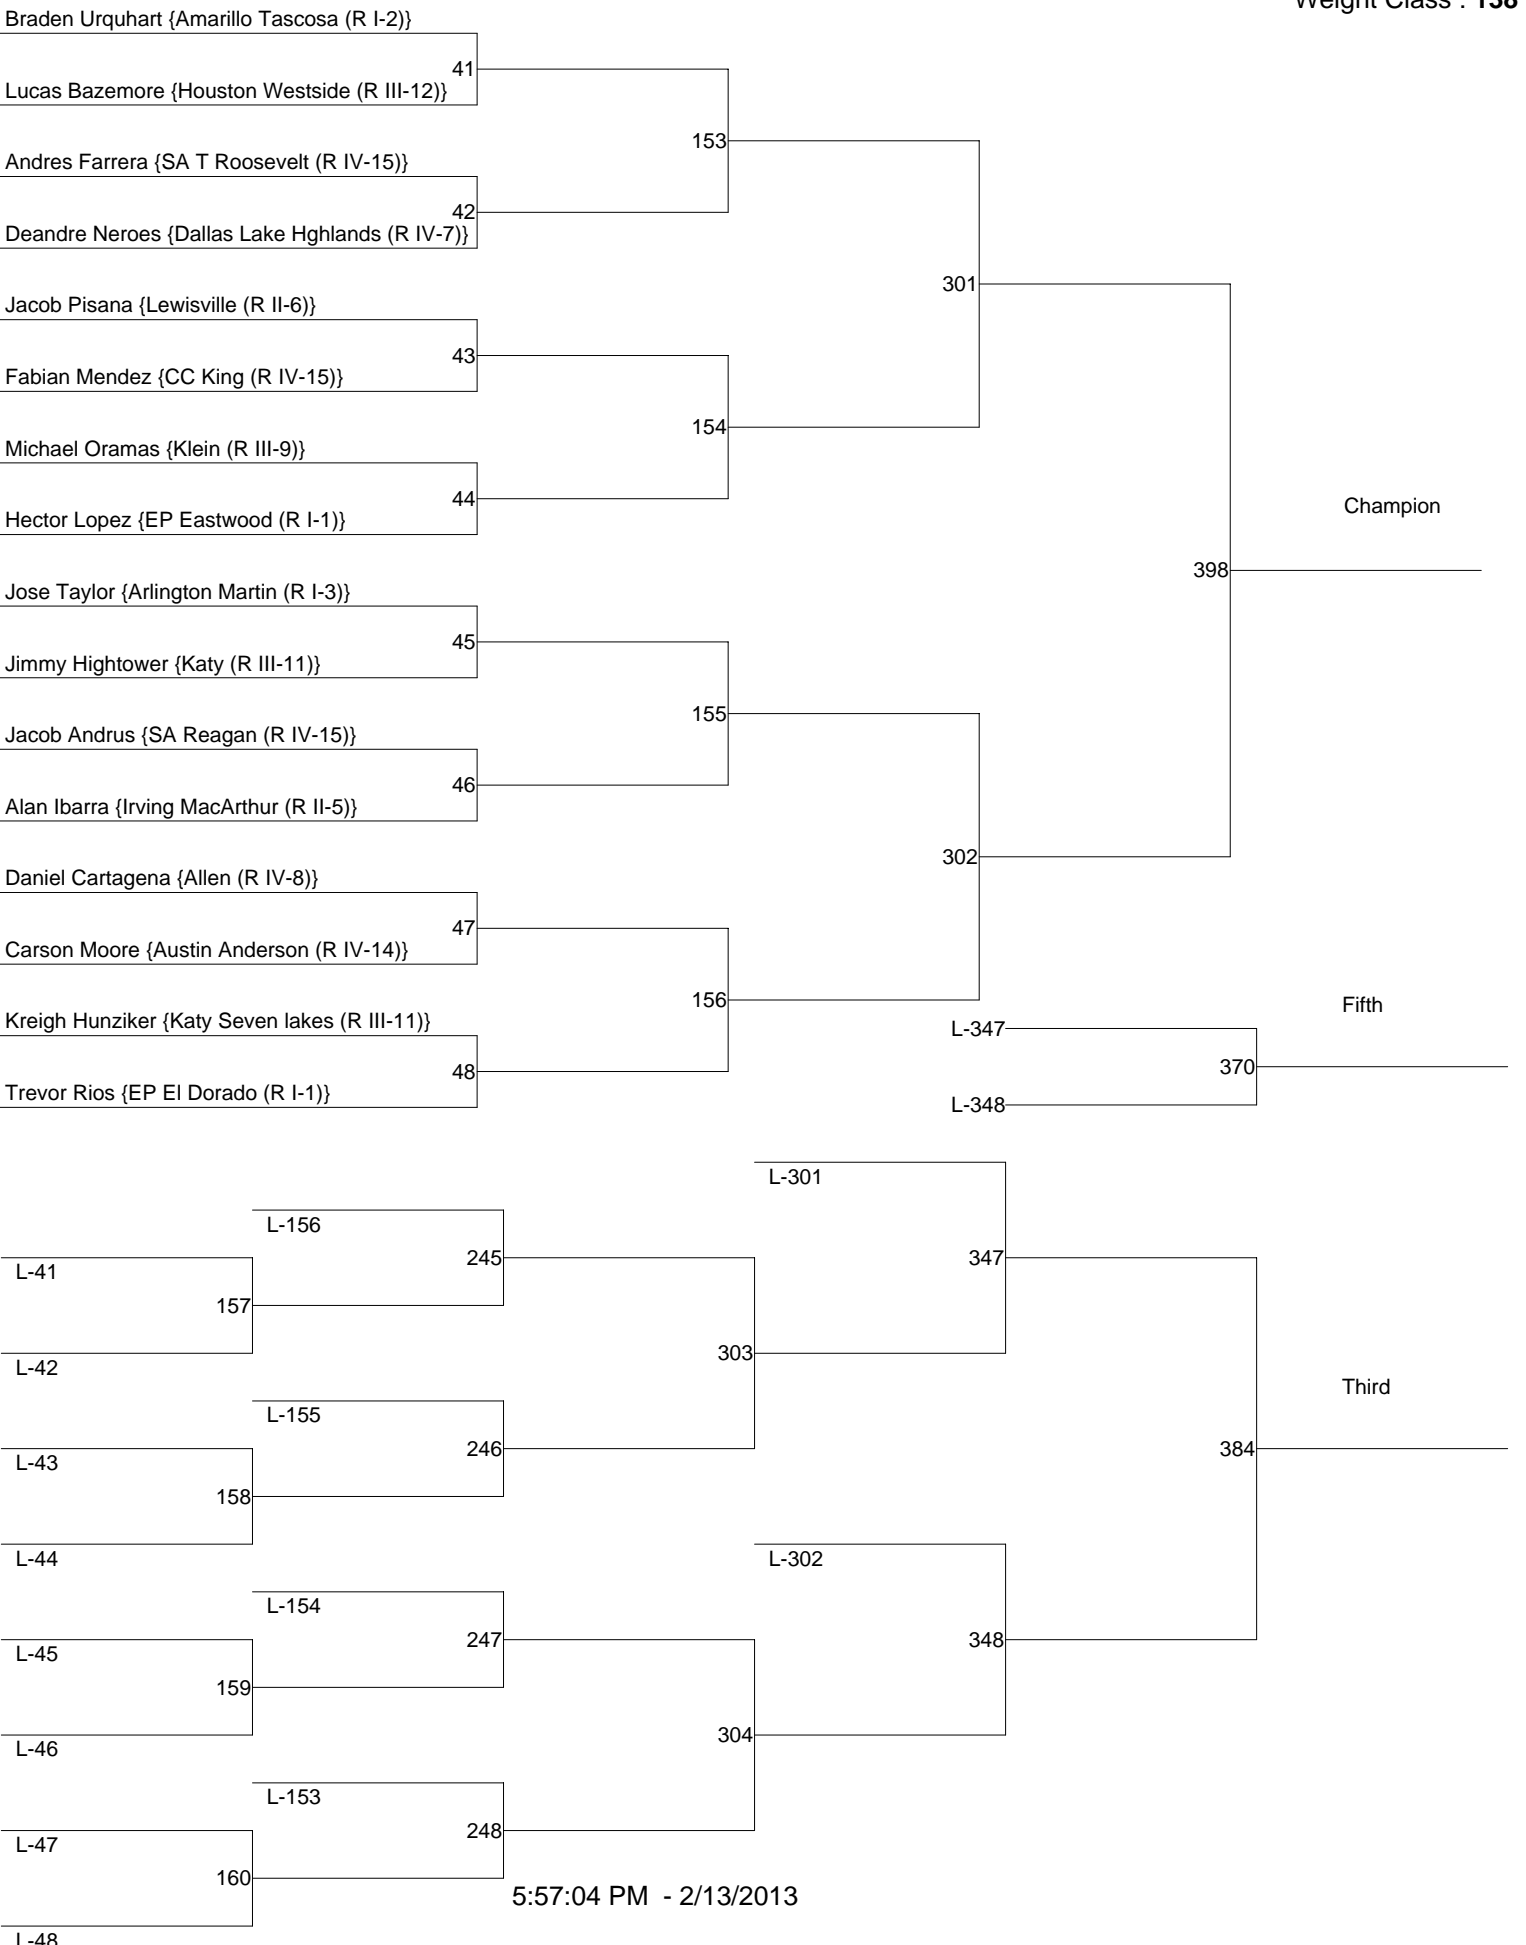 Weight Class : 138
Braden Urquhart {Amarillo Tascosa (R I-2)}
41
Lucas Bazemore {Houston Westside (R III-12)}
153
Andres Farrera {SA T Roosevelt (R IV-15)}
42
Deandre Neroes {Dallas Lake Hghlands (R IV-7)}
301
Jacob Pisana {Lewisville (R II-6)}
43
Fabian Mendez {CC King (R IV-15)}
154
Michael Oramas {Klein (R III-9)}
44
Hector Lopez {EP Eastwood (R I-1)}
Champion
398
Jose Taylor {Arlington Martin (R I-3)}
45
Jimmy Hightower {Katy (R III-11)}
155
Jacob Andrus {SA Reagan (R IV-15)}
46
Alan Ibarra {Irving MacArthur (R II-5)}
302
Daniel Cartagena {Allen (R IV-8)}
47
Carson Moore {Austin Anderson (R IV-14)}
156
Kreigh Hunziker {Katy Seven lakes (R III-11)}
48
Trevor Rios {EP El Dorado (R I-1)}
Fifth
L-347
370
L-348
L-301
L-156
245
347
L-41
157
303
L-42
Third
L-155
246
384
L-43
158
L-44
L-302
L-154
247
348
L-45
159
304
L-46
L-153
248
L-47
160
5:57:04 PM - 2/13/2013
L-48